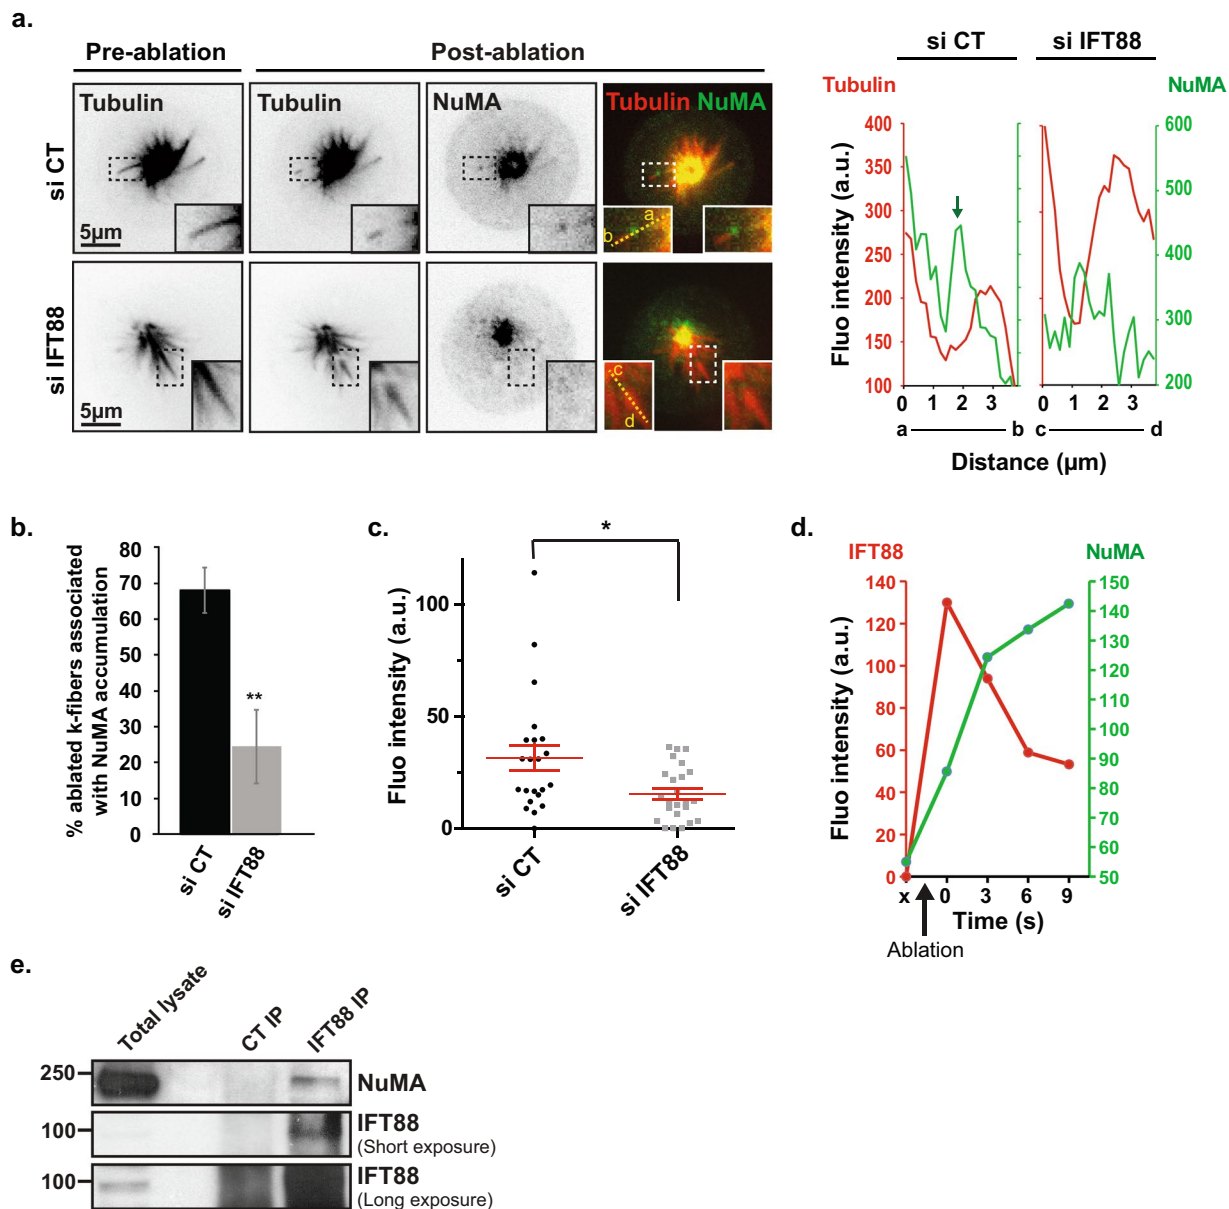 a.
Pre-ablation
Post-ablation
si CT
Tubulin
5µm
Tubulin
NuMA
Tubulin NuMA
a
b
si IFT88
5µm
c
d
si CT
si IFT88
Tubulin
NuMA
Fluo intensity (a.u.)
400
350
300
250
200
150
100
600
500
400
300
200
0 1 2 3
0 1 2 3
a b c d
Distance (µm)
b.
% ablated k-fibers associated
with NuMA accumulation
80
70
60
50
40
30
20
10
0
**
si CT
si IFT88
c.
*
Fluo intensity (a.u.)
100
50
0
si CT
si IFT88
d.
IFT88
NuMA
Fluo intensity (a.u.)
140
120
100
80
60
40
20
0
150
140
130
120
110
100
90
80
70
60
50
x 0 3 6 9
Time (s)
Ablation
e.
Total lysate
CT IP
IFT88 IP
250
NuMA
100
IFT88
(Short exposure)
100
IFT88
(Long exposure)